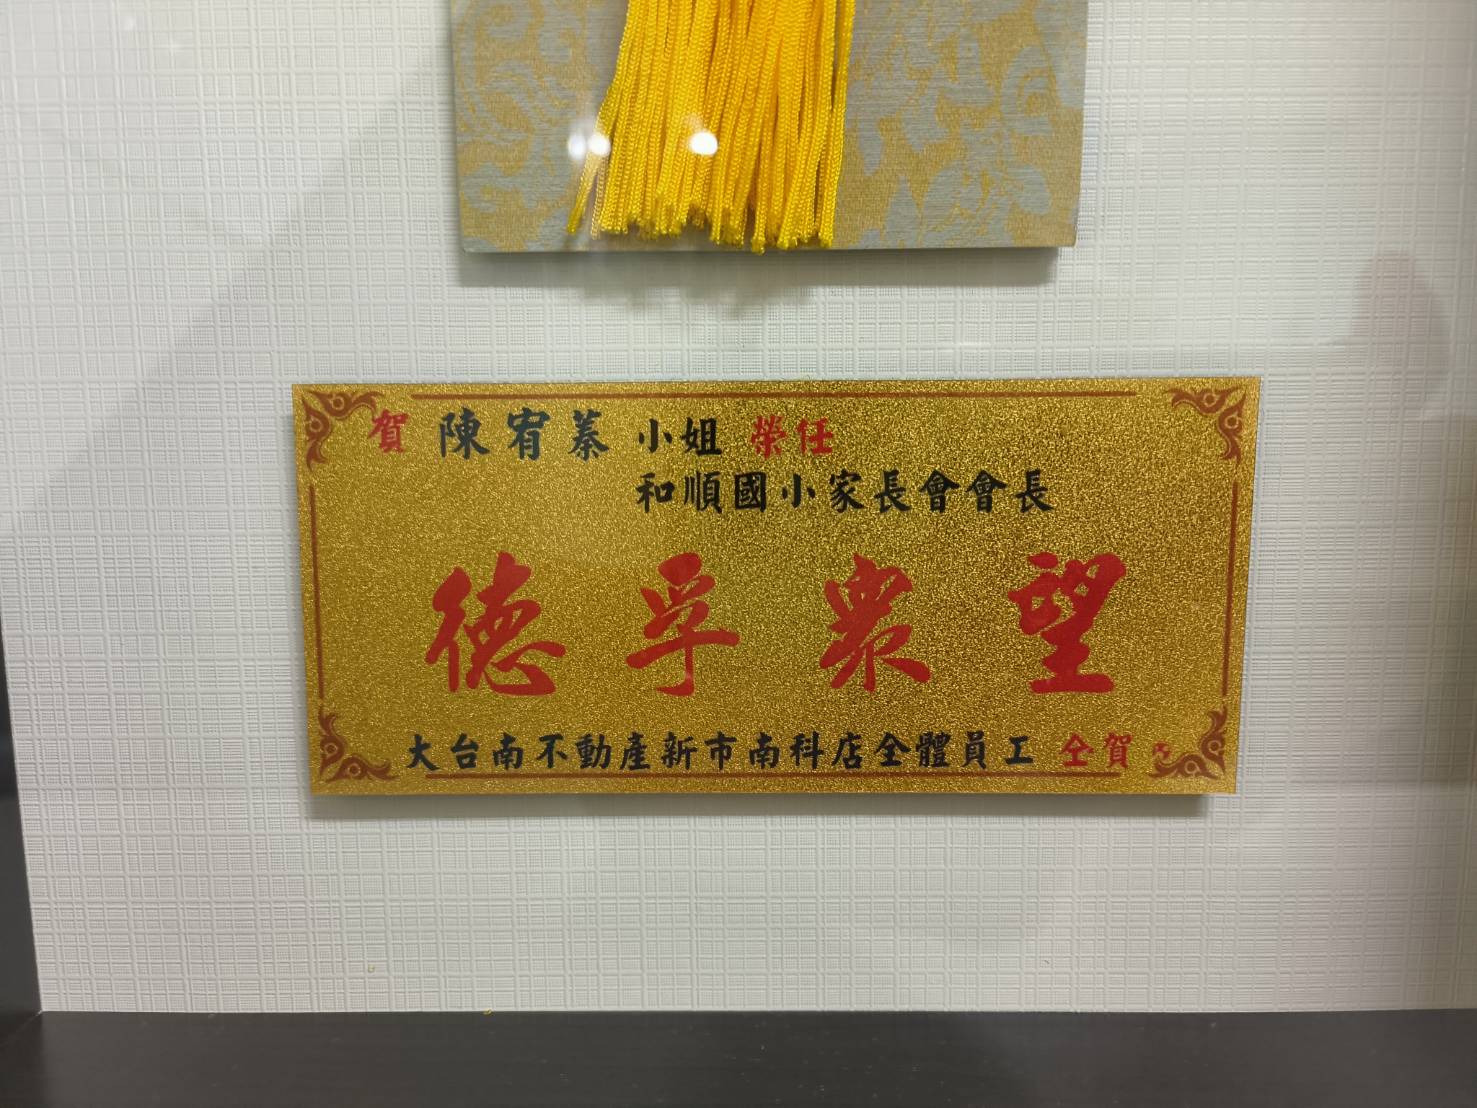 賀 陳宥蓁 小姐 榮任
和順國小家長會會長
德孚眾望
大台南不動產新市南科店全體員工 仝賀